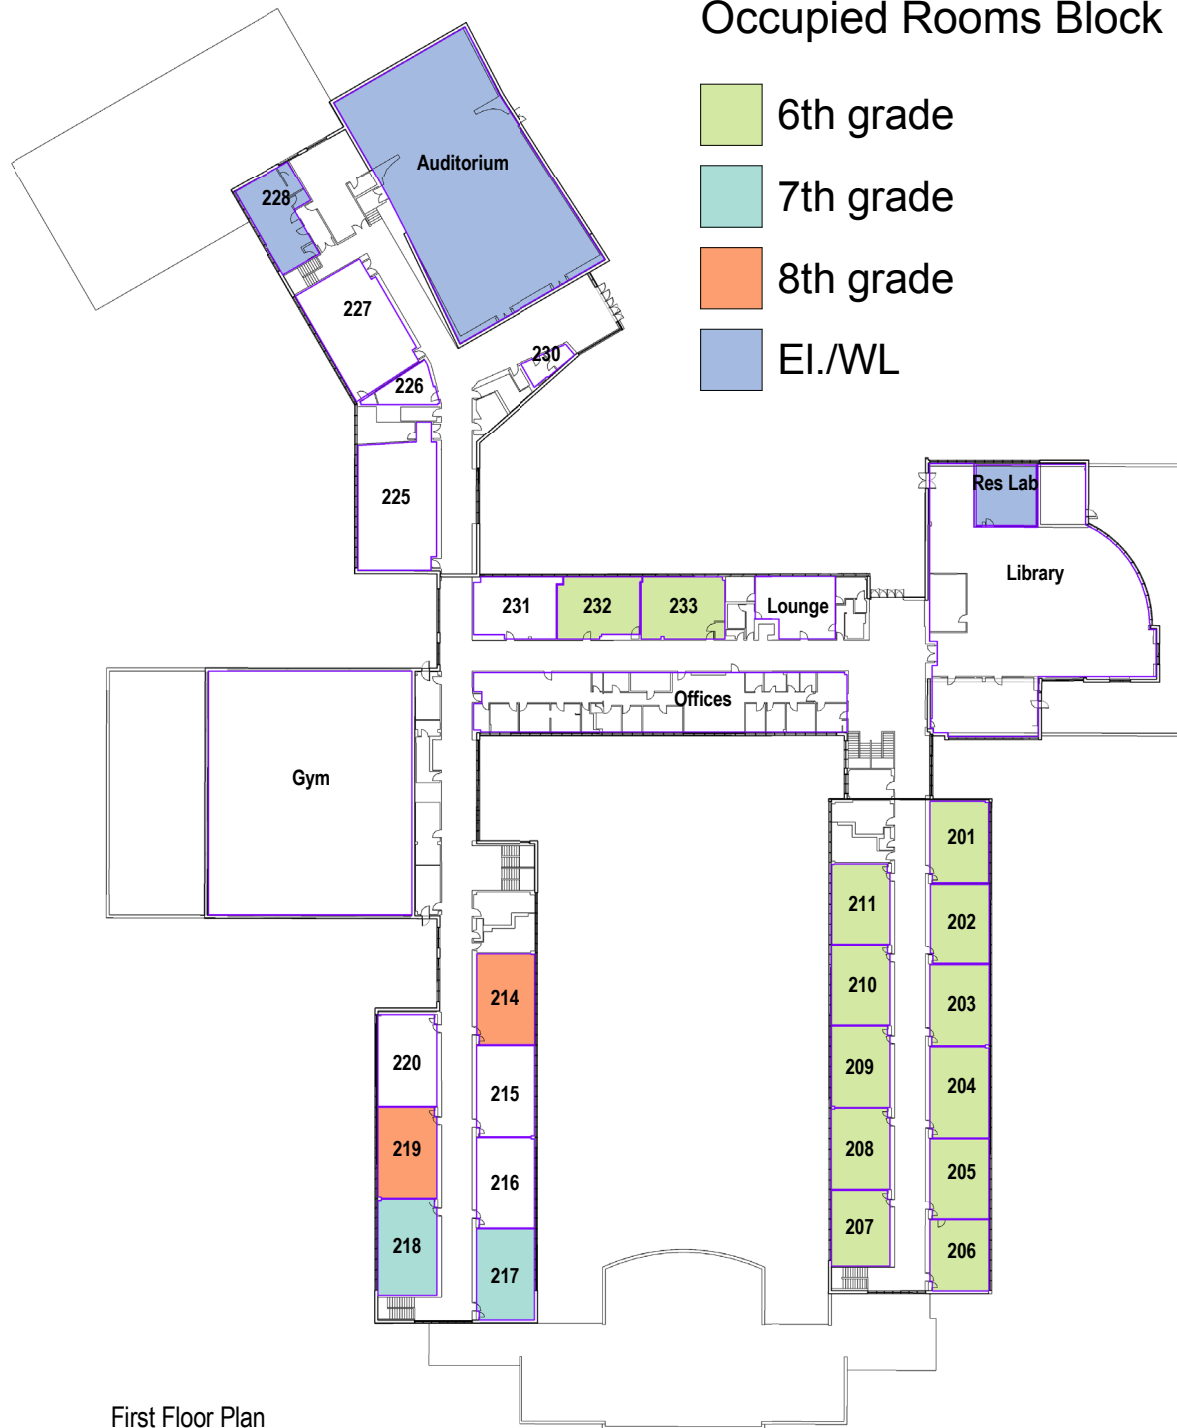 Occupied Rooms Block
6th grade
7th grade
8th grade
El./WL
Auditorium
228
227
230
226
225
Res Lab
Library
231
232
233
Lounge
Offices
Gym
201
211
202
210
203
214
220
209
204
215
219
208
205
216
207
218
206
217
First Floor Plan